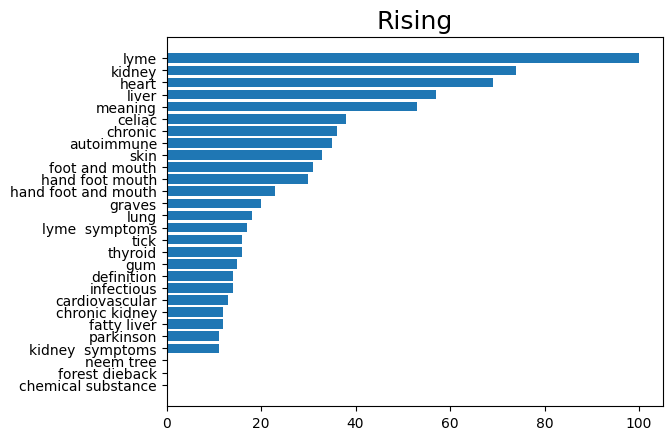 Rising
lyme
kidney
heart
liver
meaning
celiac
chronic
autoimmune
skin
foot and mouth
hand foot mouth
hand foot and mouth
graves
lung
lyme  symptoms
tick
thyroid
gum
definition
infectious
cardiovascular
chronic kidney
fatty liver
parkinson
kidney  symptoms
neem tree
forest dieback
chemical substance
0 20 40 60 80 100